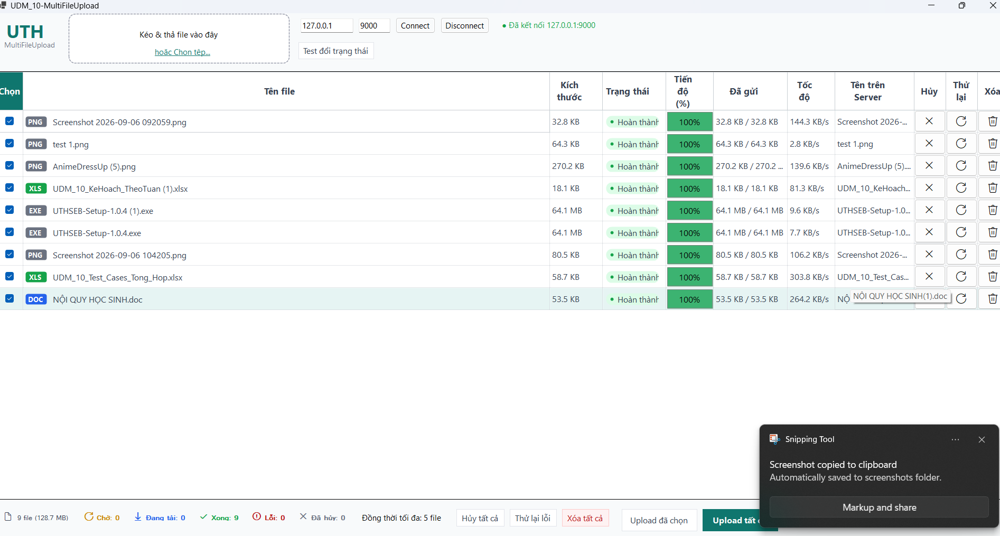 UDM_10-MultiFileUpload
UTH
MultiFileUpload
Kéo & thả file vào đây
hoặc Chọn tệp...
127.0.0.1
9000
Connect
Disconnect
● Đã kết nối 127.0.0.1:9000
Test đổi trạng thái
Chọn
Tên file
Kích thước
Trạng thái
Tiến độ (%)
Đã gửi
Tốc độ
Tên trên Server
Hủy
Thử lại
Xóa
PNG Screenshot 2026-09-06 092059.png 32.8 KB Hoàn thành 100% 32.8 KB / 32.8 KB 144.3 KB/s Screenshot 2026-...
PNG test 1.png 64.3 KB Hoàn thành 100% 64.3 KB / 64.3 KB 2.8 KB/s test 1.png
PNG AnimeDressUp (5).png 270.2 KB Hoàn thành 100% 270.2 KB / 270.2 ... 139.6 KB/s AnimeDressUp (5)....
XLS UDM_10_KeHoach_TheoTuan (1).xlsx 18.1 KB Hoàn thành 100% 18.1 KB / 18.1 KB 81.3 KB/s UDM_10_KeHoach...
EXE UTHSEB-Setup-1.0.4 (1).exe 64.1 MB Hoàn thành 100% 64.1 MB / 64.1 MB 9.6 KB/s UTHSEB-Setup-1.0...
EXE UTHSEB-Setup-1.0.4.exe 64.1 MB Hoàn thành 100% 64.1 MB / 64.1 MB 7.7 KB/s UTHSEB-Setup-1.0...
PNG Screenshot 2026-09-06 104205.png 80.5 KB Hoàn thành 100% 80.5 KB / 80.5 KB 106.2 KB/s Screenshot 2026-...
XLS UDM_10_Test_Cases_Tong_Hop.xlsx 58.7 KB Hoàn thành 100% 58.7 KB / 58.7 KB 303.8 KB/s UDM_10_Test_Cas...
DOC NỘI QUY HỌC SINH.doc 53.5 KB Hoàn thành 100% 53.5 KB / 53.5 KB 264.2 KB/s NỘ
NỘI QUY HỌC SINH(1).doc
Snipping Tool
Screenshot copied to clipboard
Automatically saved to screenshots folder.
Markup and share
9 file (128.7 MB)
Chờ: 0
Đang tải: 0
Xong: 9
Lỗi: 0
Đã hủy: 0
Đồng thời tối đa: 5 file
Hủy tất cả
Thử lại lỗi
Xóa tất cả
Upload đã chọn
Upload tất